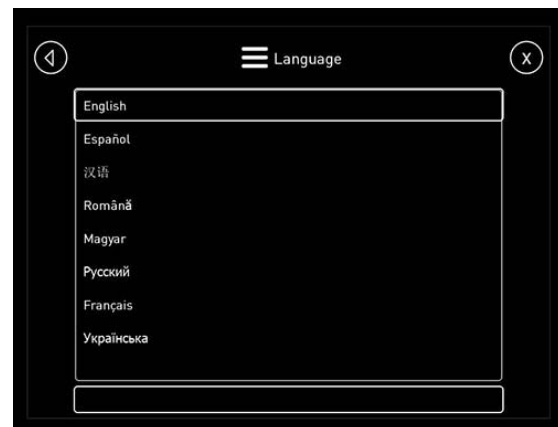 Language
X
English
Español
汉语
Română
Magyar
Русский
Français
Українська